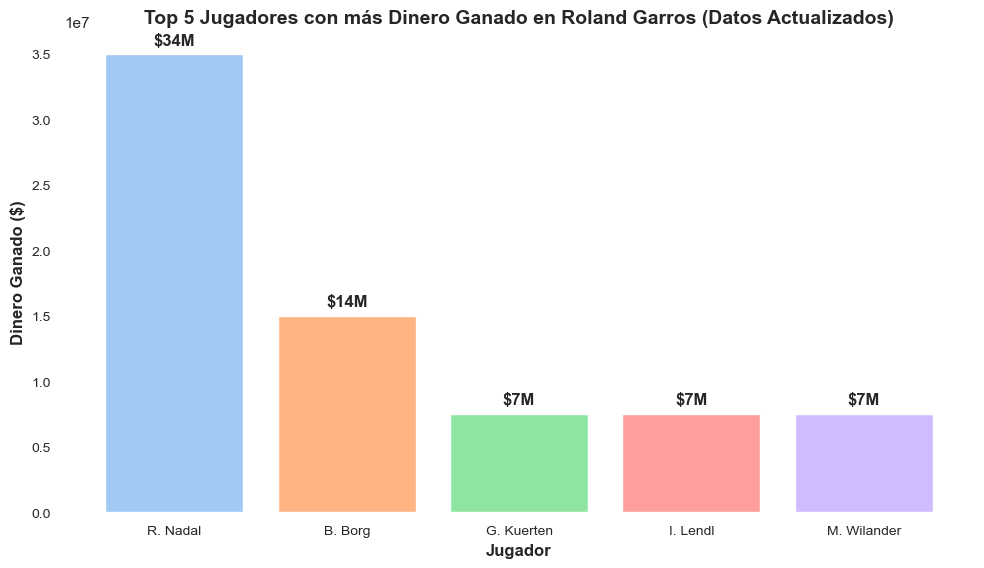 Top 5 Jugadores con más Dinero Ganado en Roland Garros (Datos Actualizados)
1e7
$34M
3.5
3.0
2.5
2.0
$14M
1.5
1.0
$7M
$7M
$7M
0.5
0.0
Dinero Ganado ($)
R. Nadal
B. Borg
G. Kuerten
I. Lendl
M. Wilander
Jugador